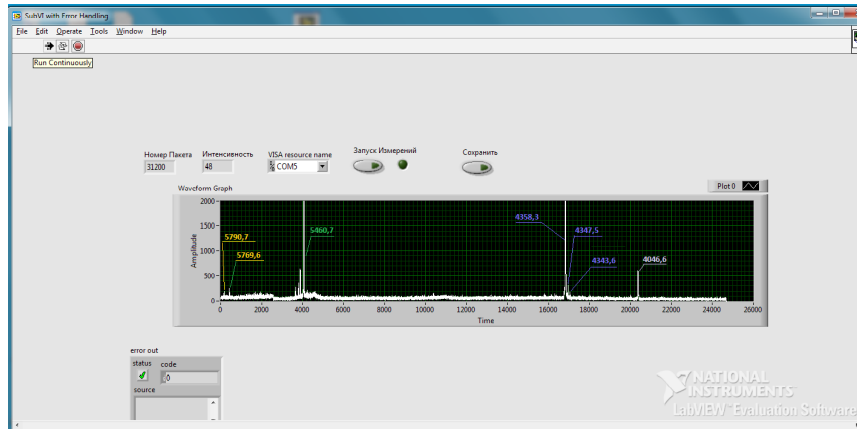 SubVI with Error Handling
File Edit Operate Tools Window Help
Run Continuously
Номер Пакета Интенсивность VISA resource name Запуск Измерений Сохранить
31200 48 COM5
Waveform Graph Plot 0
Amplitude
2000
1500
1000
500
0
5790,7
5769,6
5460,7
4358,3
4347,5
4343,6
4046,6
0 2000 4000 6000 8000 10000 12000 14000 16000 18000 20000 22000 24000 26000
Time
error out
status code
0
source
NATIONAL
INSTRUMENTS
LabVIEW Evaluation Software